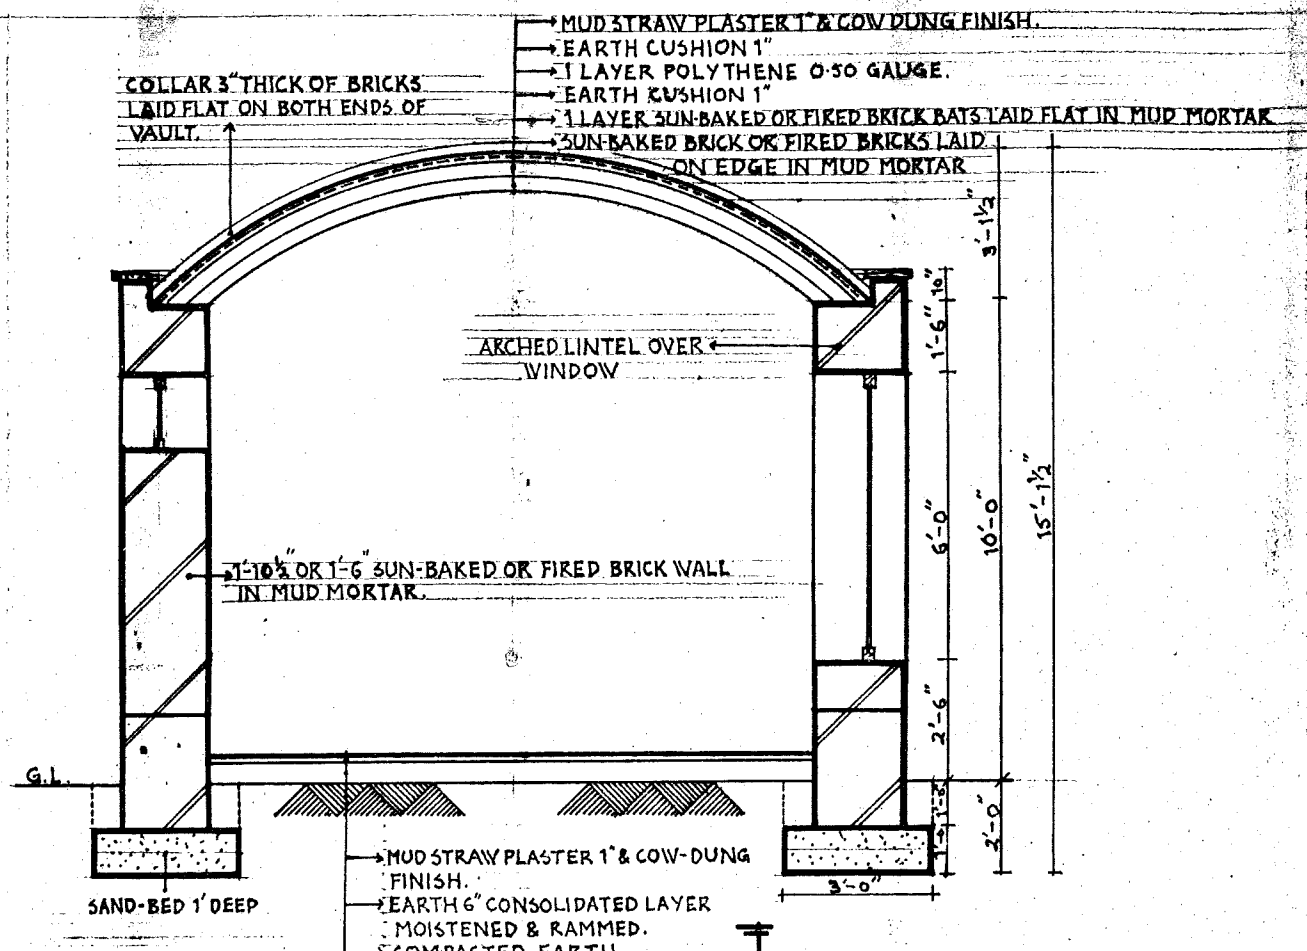 MUD STRAW PLASTER 1" & COW DUNG FINISH.
EARTH CUSHION 1"
1 LAYER POLYTHENE 0·50 GAUGE.
EARTH CUSHION 1"
1 LAYER SUN-BAKED OR FIRED BRICK BATS LAID FLAT IN MUD MORTAR
SUN-BAKED BRICK OR FIRED BRICKS LAID
ON EDGE IN MUD MORTAR
COLLAR 3" THICK OF BRICKS
LAID FLAT ON BOTH ENDS OF
VAULT.
3'-1½"
10"
1'-6"
ARCHED LINTEL OVER
WINDOW
6'-0"
10'-0"
15'-1½"
1'-10½" OR 1'-6" SUN-BAKED OR FIRED BRICK WALL
IN MUD MORTAR.
2'-6"
G.L.
2'-0"
3'-0"
SAND-BED 1' DEEP
MUD STRAW PLASTER 1" & COW-DUNG
FINISH.
EARTH 6" CONSOLIDATED LAYER
MOISTENED & RAMMED.
COMPACTED EARTH